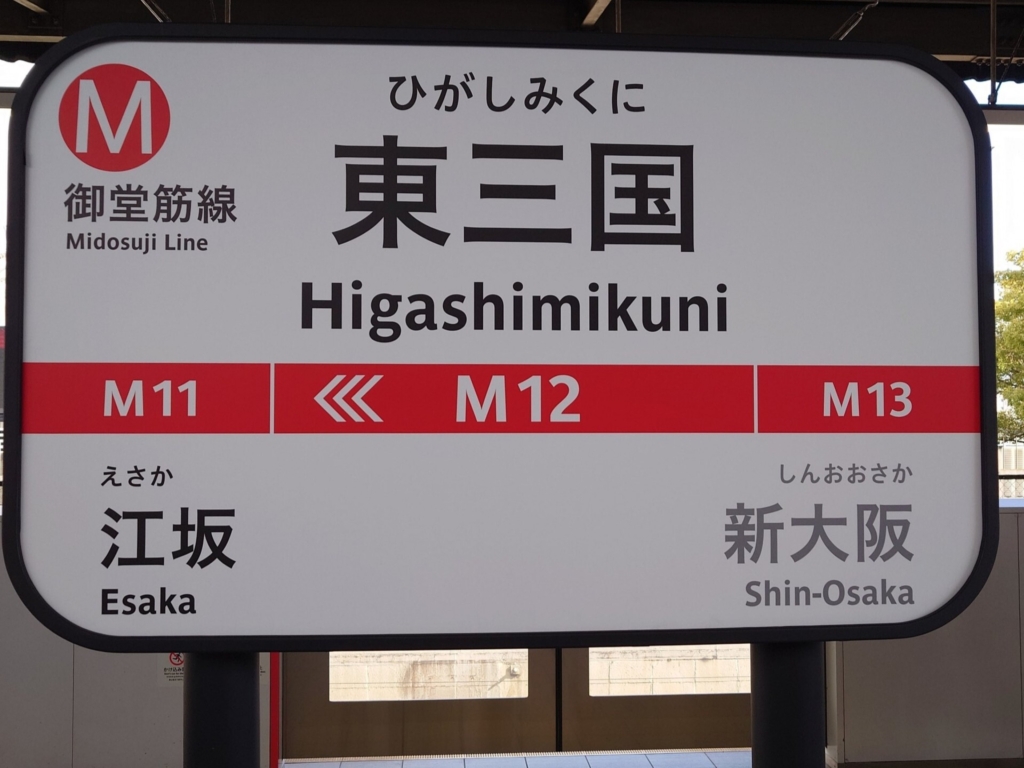 M
御堂筋線
Midosuji Line
ひがしみくに
東三国
Higashimikuni
M11
M12
M13
えさか
江坂
Esaka
しんおおさか
新大阪
Shin-Osaka